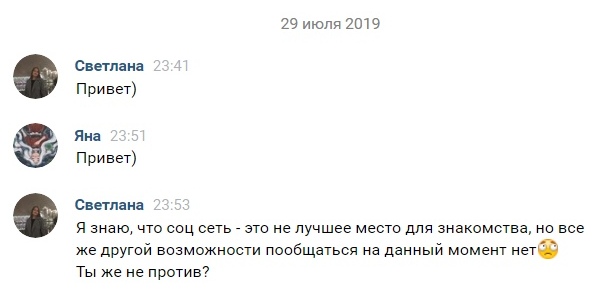 29 июля 2019
Светлана 23:41
Привет)
Яна 23:51
Привет)
Светлана 23:53
Я знаю, что соц сеть - это не лучшее место для знакомства, но все
же другой возможности пообщаться на данный момент нет😟
Ты же не против?